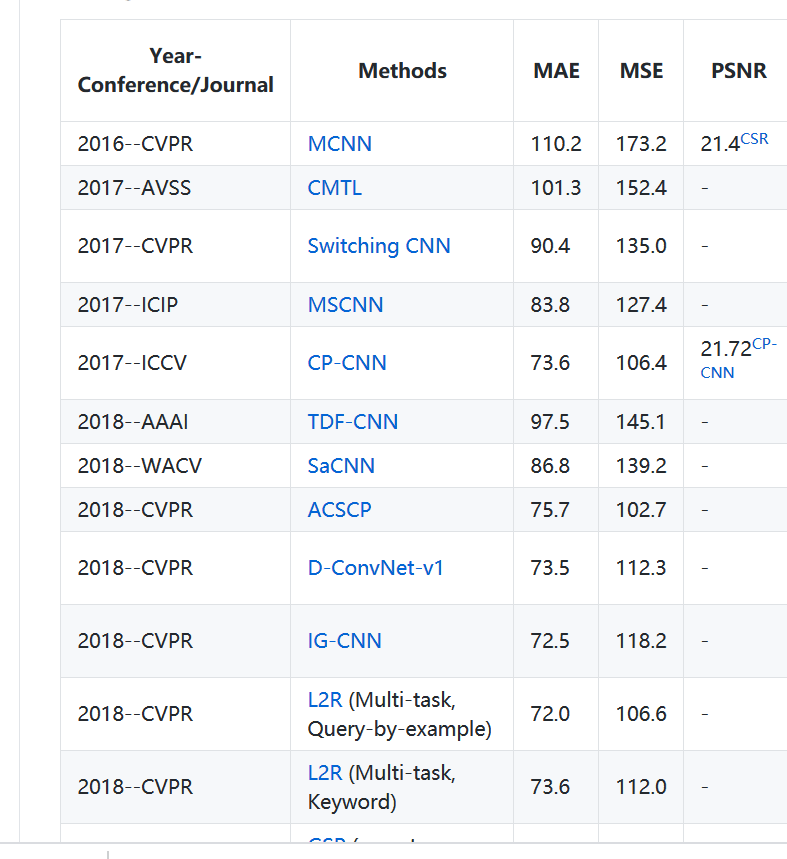 Year-
Conference/Journal Methods MAE MSE PSNR
2016--CVPR MCNN 110.2 173.2 21.4CSR
2017--AVSS CMTL 101.3 152.4 -
2017--CVPR Switching CNN 90.4 135.0 -
2017--ICIP MSCNN 83.8 127.4 -
2017--ICCV CP-CNN 73.6 106.4 21.72CP-
CNN
2018--AAAI TDF-CNN 97.5 145.1 -
2018--WACV SaCNN 86.8 139.2 -
2018--CVPR ACSCP 75.7 102.7 -
2018--CVPR D-ConvNet-v1 73.5 112.3 -
2018--CVPR IG-CNN 72.5 118.2 -
2018--CVPR L2R (Multi-task,
Query-by-example) 72.0 106.6 -
2018--CVPR L2R (Multi-task,
Keyword) 73.6 112.0 -